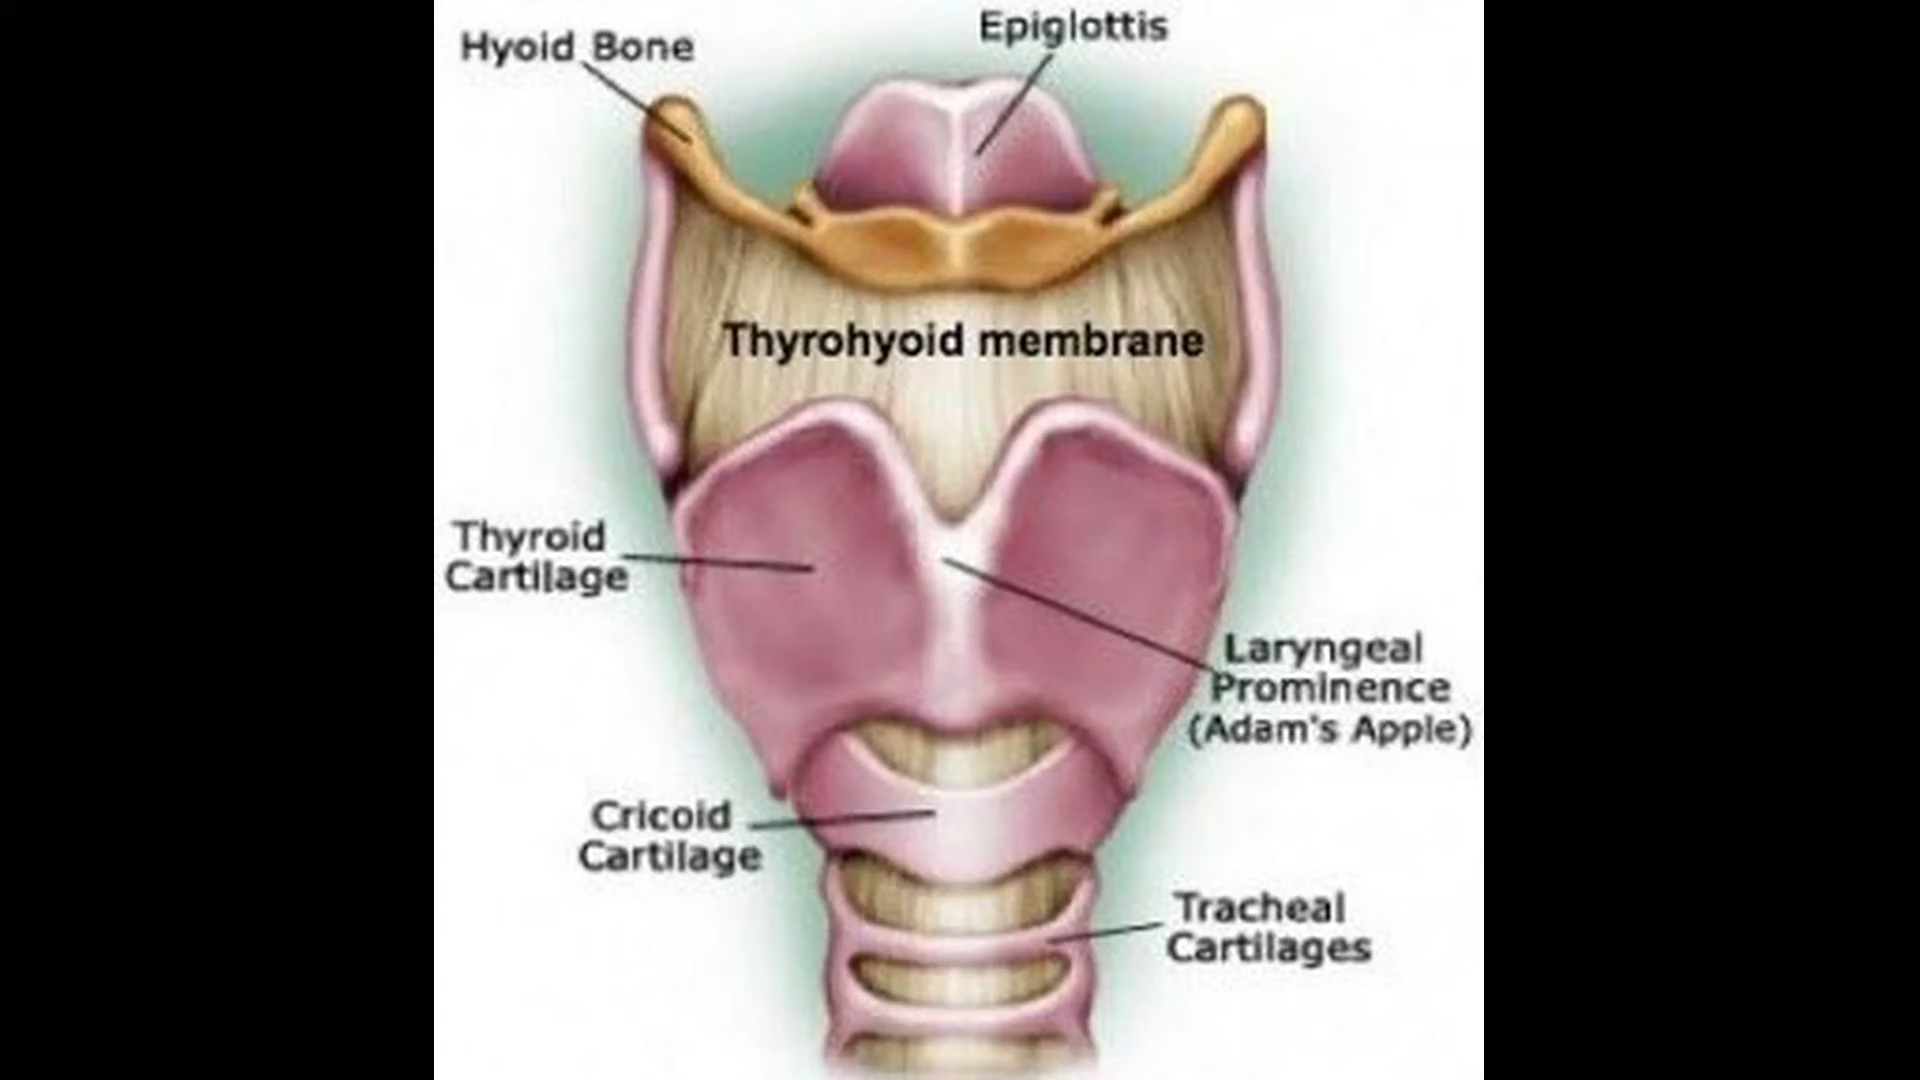 Epiglottis
Hyoid Bone
Thyrohyoid membrane
Thyroid
Cartilage
Laryngeal
Prominence
(Adam's Apple)
Cricoid
Cartilage
Tracheal
Cartilages